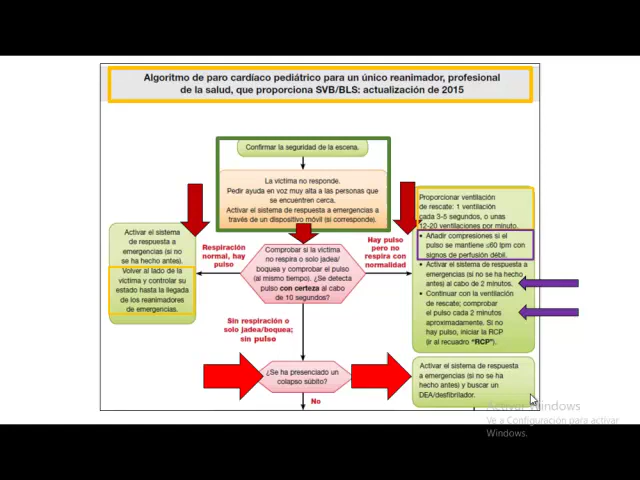 Algoritmo de paro cardíaco pediátrico para un único reanimador, profesional
de la salud, que proporciona SVB/BLS: actualización de 2015
Confirmar la seguridad de la escena.
La víctima no responde.
Pedir ayuda en voz muy alta a las personas que
se encuentren cerca.
Activar el sistema de respuesta a emergencias a
través de un dispositivo móvil (si corresponde).
Activar el sistema
de respuesta a
emergencias (si no
se ha hecho antes).
Volver al lado de la
víctima y controlar su
estado hasta la llegada
de los reanimadores
de emergencias.
Respiración
normal, hay
pulso
Comprobar si la víctima
no respira o solo jadea/
boquea y comprobar el pulso
(al mismo tiempo). ¿Se detecta
pulso con certeza al cabo
de 10 segundos?
Hay pulso
pero no
respira con
normalidad
Proporcionar ventilación
de rescate: 1 ventilación
cada 3-5 segundos, o unas
12-20 ventilaciones por minuto.
• Añadir compresiones si el
pulso se mantiene ≤60 lpm con
signos de perfusión débil.
• Activar el sistema de respuesta a
emergencias (si no se ha hecho
antes) al cabo de 2 minutos.
• Continuar con la ventilación
de rescate; comprobar
el pulso cada 2 minutos
aproximadamente. Si no
hay pulso, iniciar la RCP
(ir al recuadro "RCP").
Sin respiración o
solo jadea/boquea;
sin pulso
¿Se ha presenciado un
colapso súbito?
Activar el sistema de respuesta
a emergencias (si no se ha
hecho antes) y buscar un
DEA/desfibrilador.
No
Activar Windows
Ve a Configuración para activar
Windows.